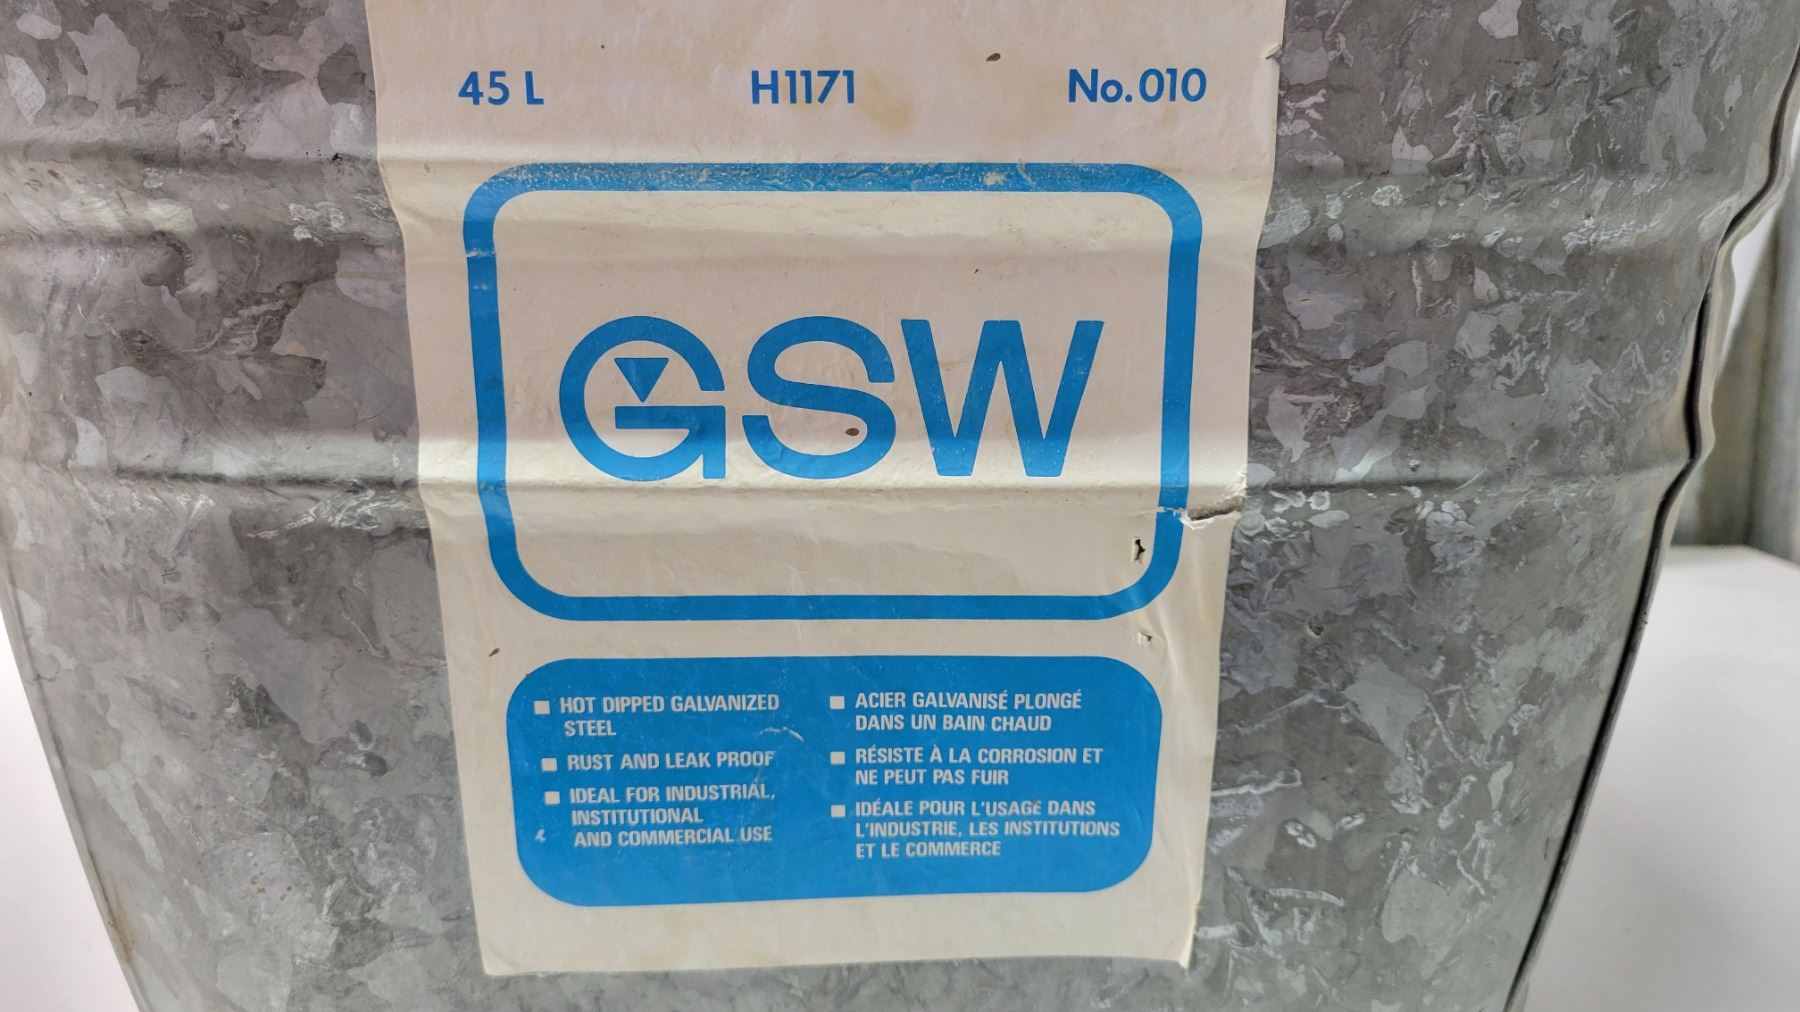 45 L H1171 No.010
GSW
HOT DIPPED GALVANIZED
STEEL
RUST AND LEAK PROOF
IDEAL FOR INDUSTRIAL,
INSTITUTIONAL
AND COMMERCIAL USE
ACIER GALVANISÉ PLONGÉ
DANS UN BAIN CHAUD
RÉSISTE À LA CORROSION ET
NE PEUT PAS FUIR
IDÉALE POUR L'USAGE DANS
L'INDUSTRIE, LES INSTITUTIONS
ET LE COMMERCE